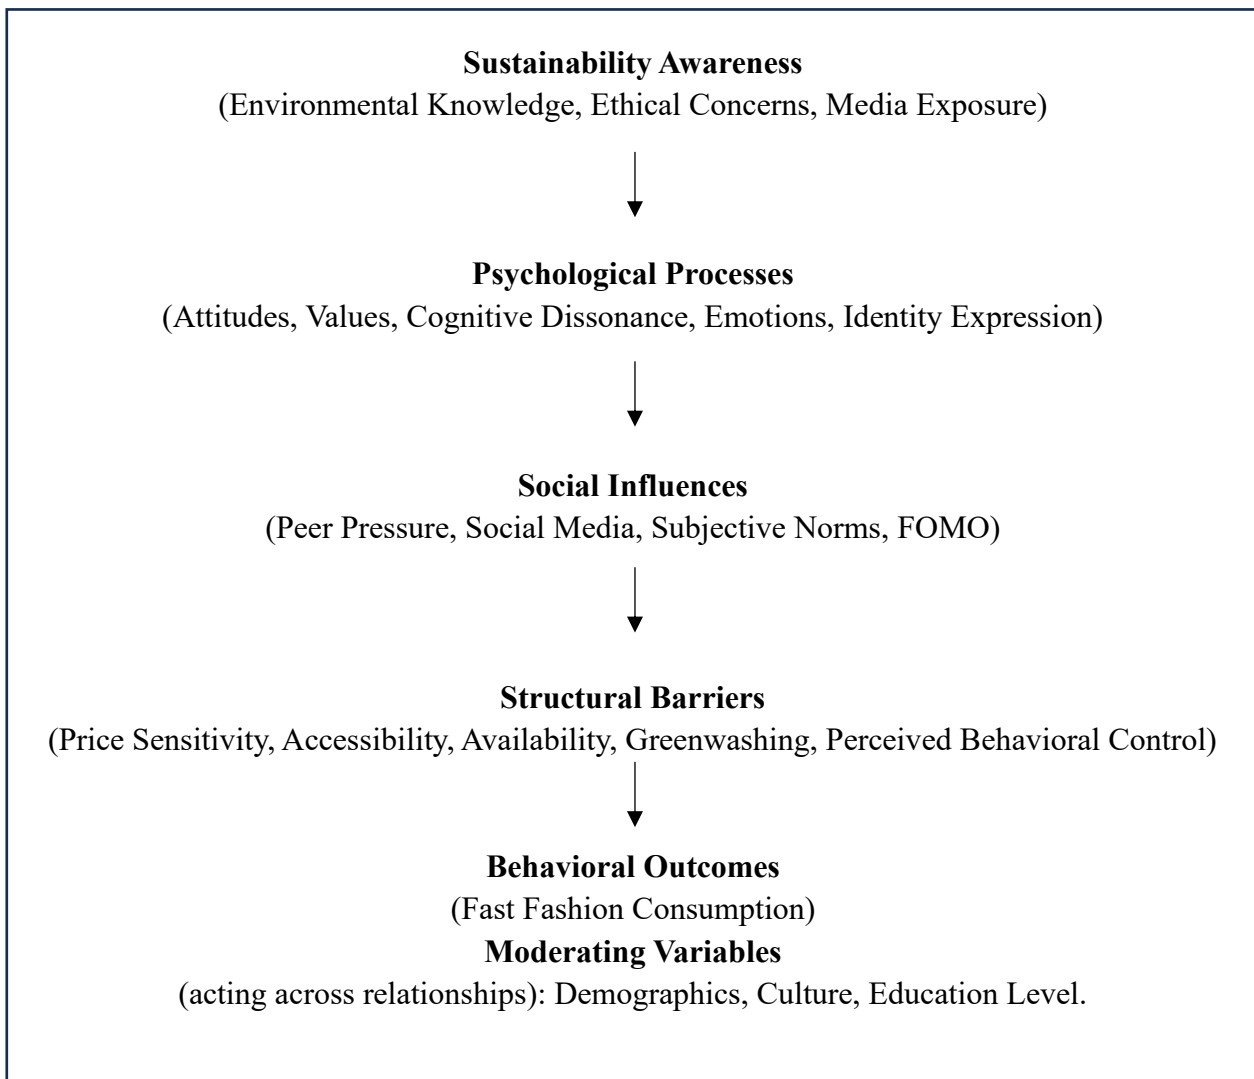 Sustainability Awareness
(Environmental Knowledge, Ethical Concerns, Media Exposure)
Psychological Processes
(Attitudes, Values, Cognitive Dissonance, Emotions, Identity Expression)
Social Influences
(Peer Pressure, Social Media, Subjective Norms, FOMO)
Structural Barriers
(Price Sensitivity, Accessibility, Availability, Greenwashing, Perceived Behavioral Control)
Behavioral Outcomes
(Fast Fashion Consumption)
Moderating Variables
(acting across relationships): Demographics, Culture, Education Level.